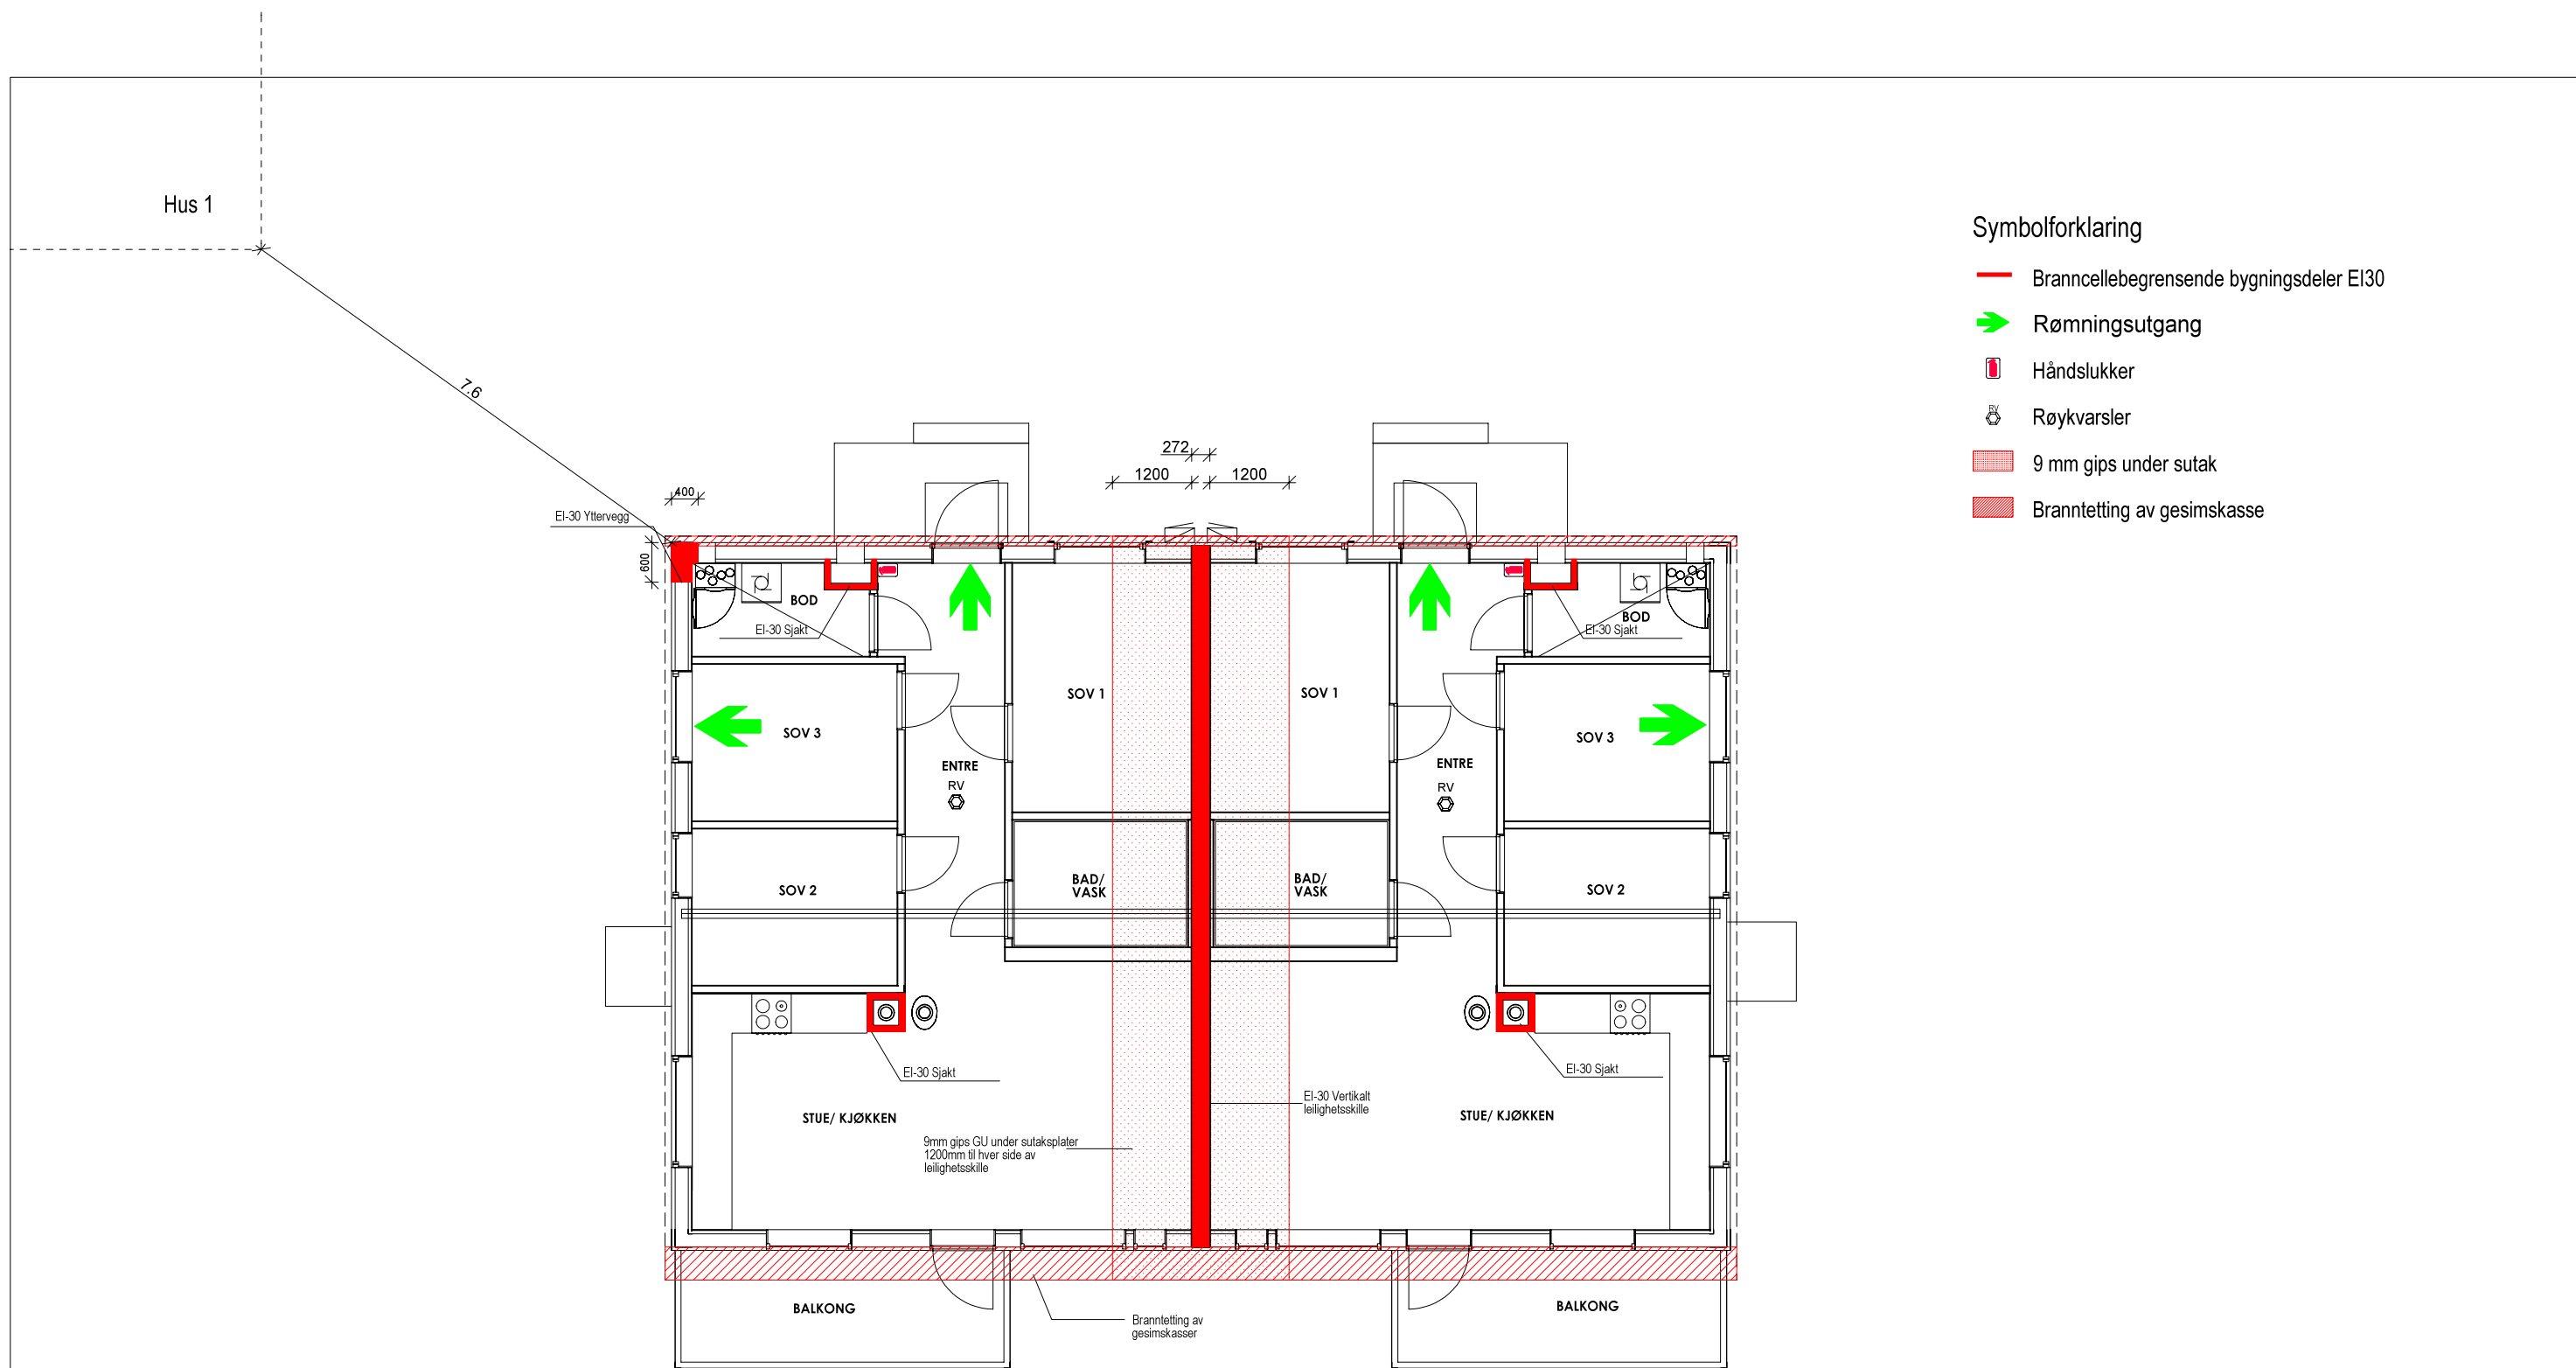 Hus 1
Symbolforklaring
Branncellebegrensende bygningsdeler EI30
Rømningsutgang
Håndslukker
RV
Røykvarsler
9 mm gips under sutak
Branntetting av gesimskasse
7.6
272
1200
1200
400
EI-30 Yttervegg
600
BOD
EI-30 Sjakt
BOD
EI-30 Sjakt
SOV 1
SOV 1
SOV 3
SOV 3
ENTRE
RV
ENTRE
RV
BAD/
VASK
BAD/
VASK
SOV 2
SOV 2
EI-30 Sjakt
EI-30 Sjakt
EI-30 Vertikalt
leilighetsskille
STUE/ KJØKKEN
STUE/ KJØKKEN
9mm gips GU under sutaksplater
1200mm til hver side av
leilighetsskille
BALKONG
BALKONG
Branntetting av
gesimskasser